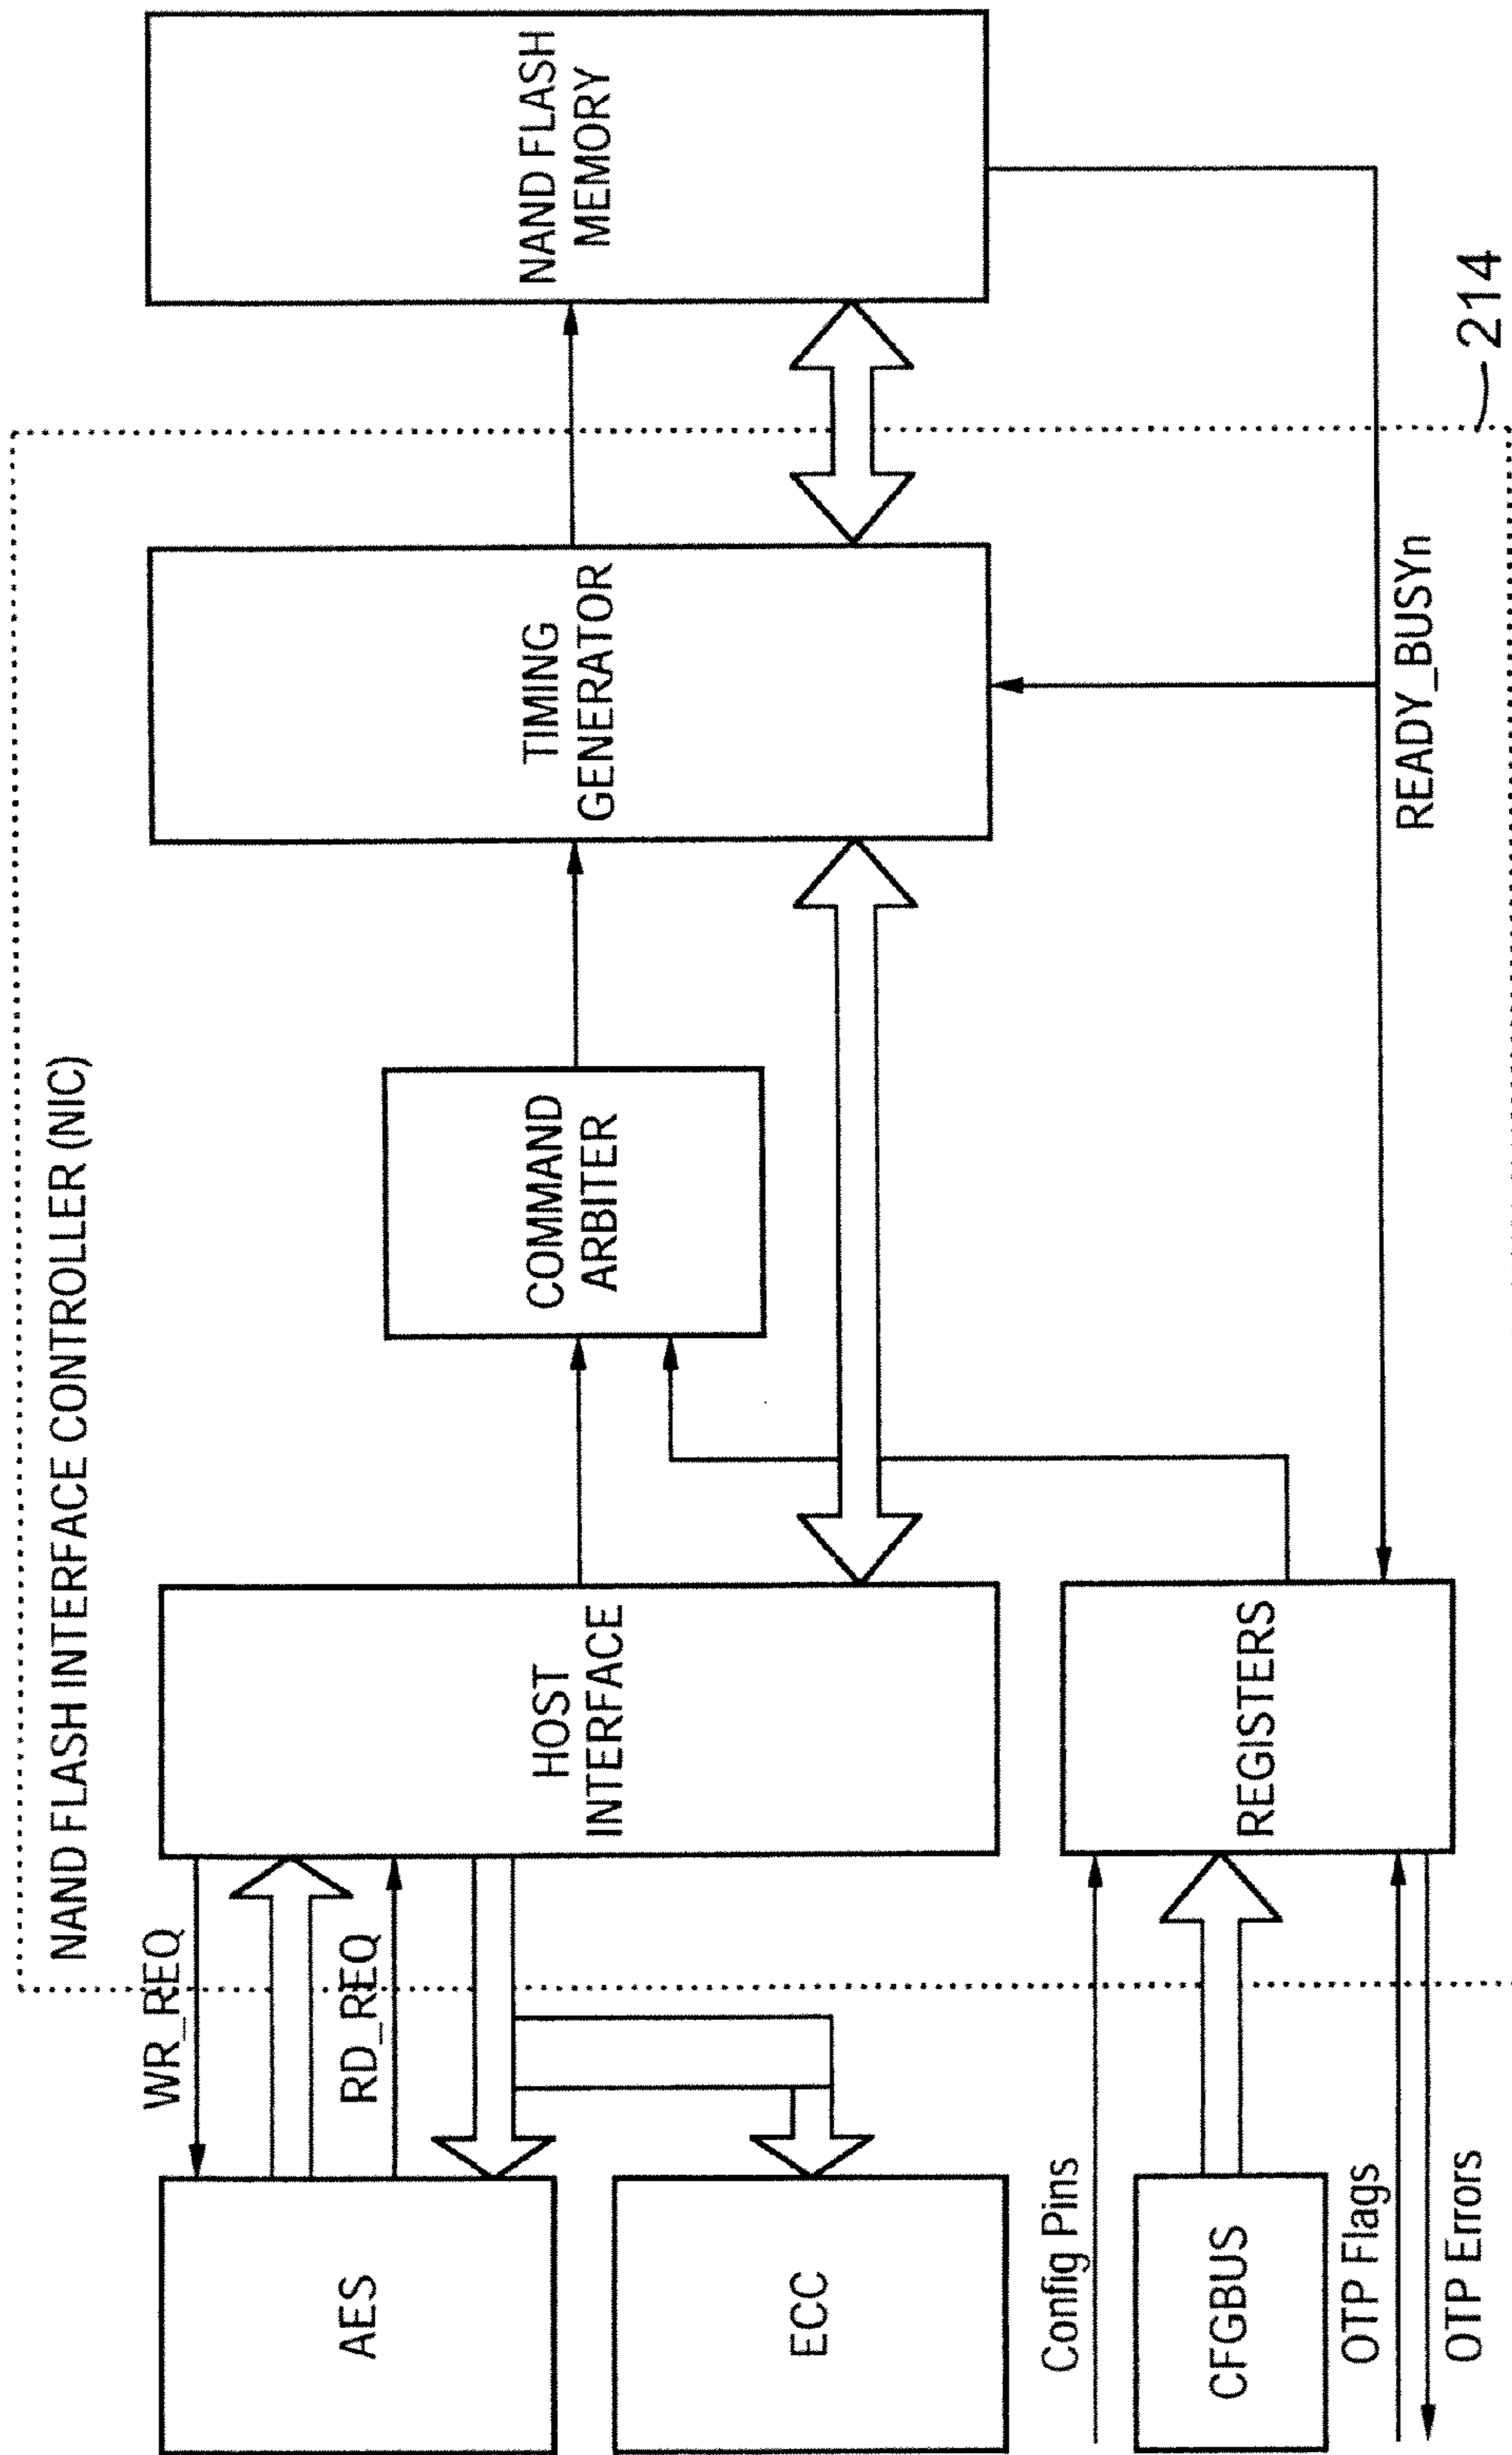 NAND FLASH INTERFACE CONTROLLER (NIC)
WR_REQ
RD_REQ
AES
ECC
HOST
INTERFACE
COMMAND
ARBITER
TIMING
GENERATOR
NAND FLASH
MEMORY
Config Pins
CFGBUS
OTP Flags
OTP Errors
REGISTERS
READY_BUSYn
214